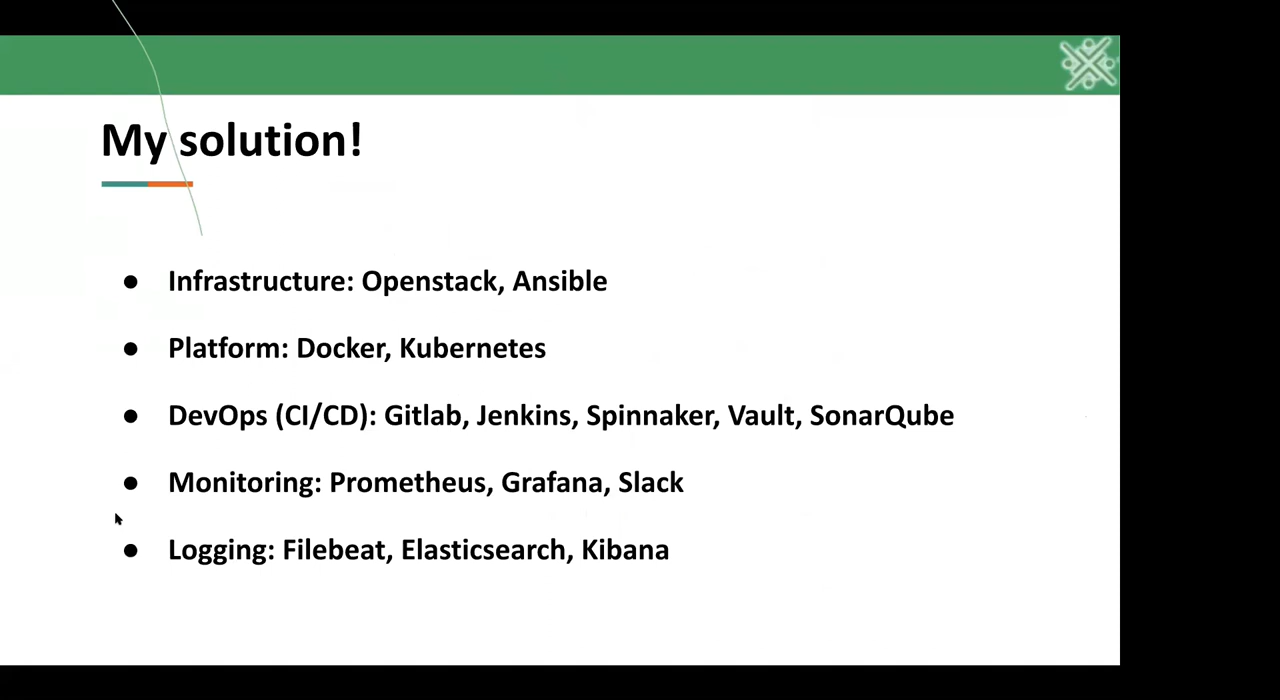 My solution!
● Infrastructure: Openstack, Ansible
● Platform: Docker, Kubernetes
● DevOps (CI/CD): Gitlab, Jenkins, Spinnaker, Vault, SonarQube
● Monitoring: Prometheus, Grafana, Slack
● Logging: Filebeat, Elasticsearch, Kibana